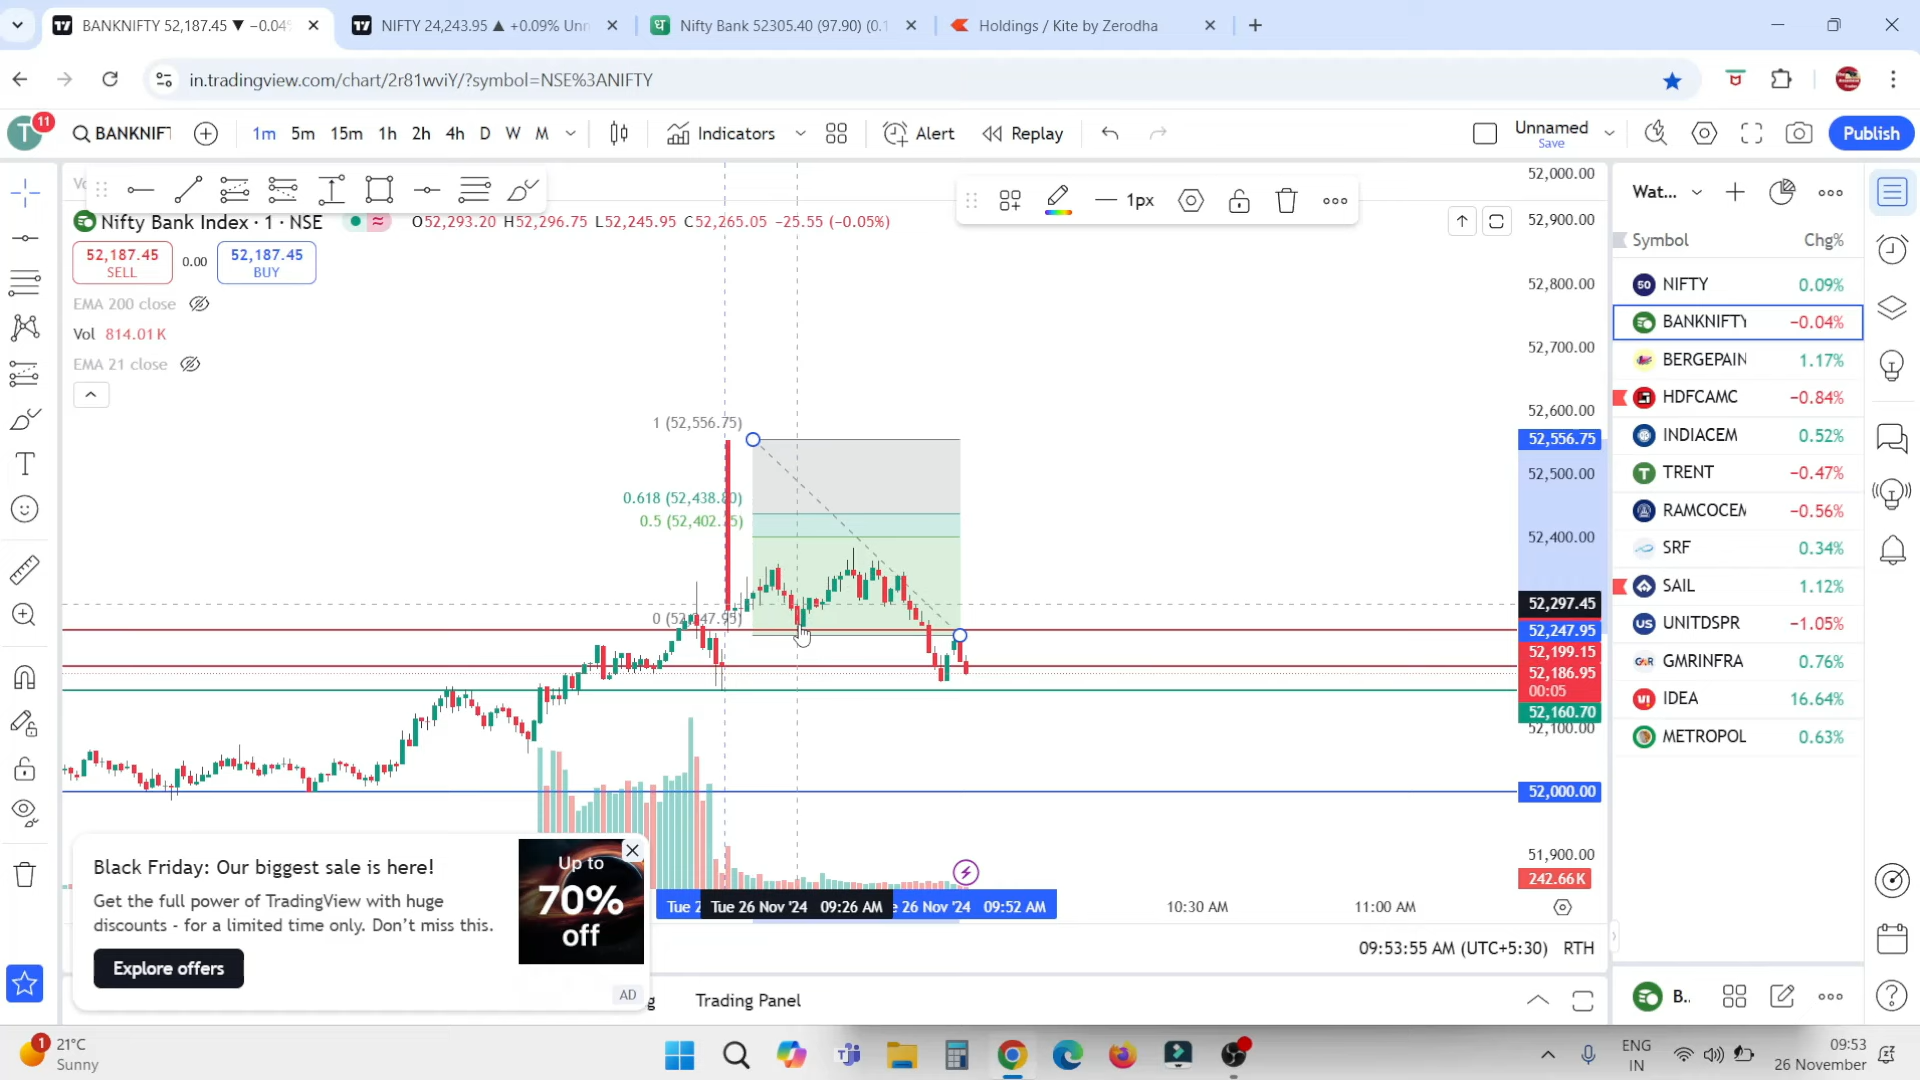 BANKNIFTY 52,187.45 ▼ −0.04%
NIFTY 24,243.95 ▲ +0.09% Unn
Nifty Bank 52305.40 (97.90) (0.1
Holdings / Kite by Zerodha
in.tradingview.com/chart/2r81wviY/?symbol=NSE%3ANIFTY
T 11
BANKNIFT
1m 5m 15m 1h 2h 4h D W M
Indicators
Alert
Replay
Unnamed
Save
Publish
1px
Nifty Bank Index · 1 · NSE
O52,293.20 H52,296.75 L52,245.95 C52,265.05 −25.55 (−0.05%)
52,187.45
SELL
0.00
52,187.45
BUY
EMA 200 close
Vol 814.01K
EMA 21 close
1 (52,556.75)
0.618 (52,438.80)
0 (52,247.95)
52,000.00
52,900.00
52,800.00
52,700.00
52,600.00
52,556.75
52,500.00
52,400.00
52,297.45
52,247.95
52,199.15
52,186.95
00:05
52,160.70
52,100.00
52,000.00
51,900.00
242.66K
Tue 26 Nov '24 09:26 AM
26 Nov '24 09:52 AM
10:30 AM
11:00 AM
09:53:55 AM (UTC+5:30) RTH
Black Friday: Our biggest sale is here!
Get the full power of TradingView with huge
discounts - for a limited time only. Don’t miss this.
Explore offers
Up to
70%
off
AD
Trading Panel
Wat...
Symbol Chg%
50 NIFTY 0.09%
BANKNIFTY −0.04%
BERGEPAIN 1.17%
HDFCAMC −0.84%
INDIACEM 0.52%
T TRENT −0.47%
RAMCOCEM −0.56%
SRF 0.34%
SAIL 1.12%
US UNITDSPR −1.05%
GMR GMRINFRA 0.76%
IDEA 16.64%
METROPOL 0.63%
B.
1
21°C
Sunny
ENG
IN
09:53
26 November